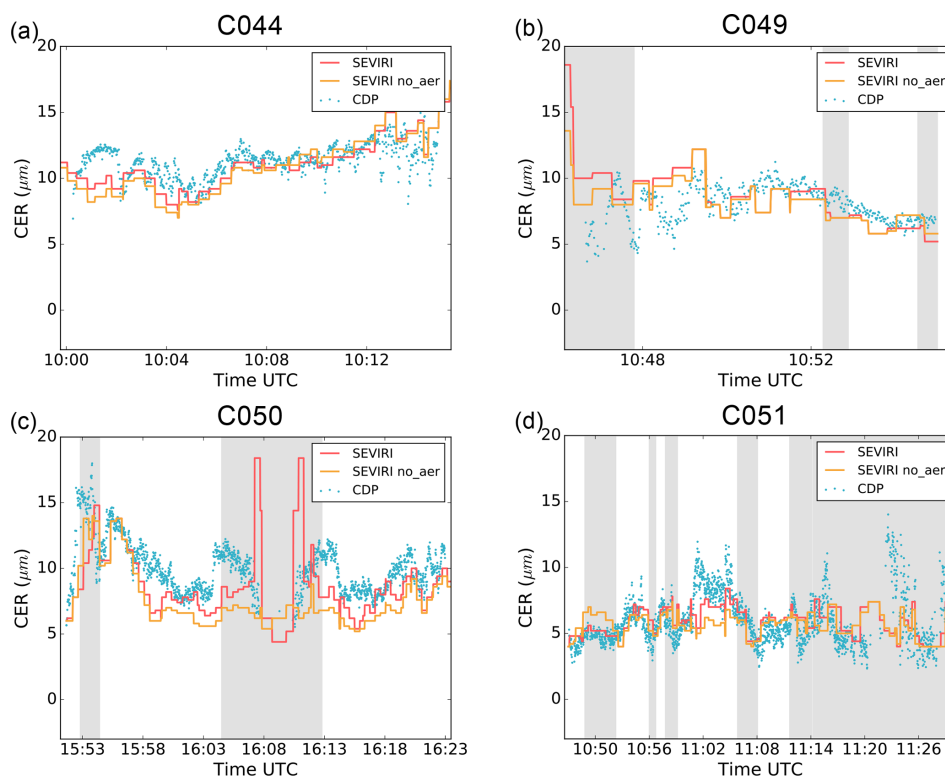 (a)
C044
20
15
10
5
0
CER (μm)
SEVIRI
SEVIRI no_aer
CDP
10:00 10:04 10:08 10:12
Time UTC
(b)
C049
20
15
10
5
0
CER (μm)
SEVIRI
SEVIRI no_aer
CDP
10:48 10:52
Time UTC
(c)
C050
20
15
10
5
0
CER (μm)
SEVIRI
SEVIRI no_aer
CDP
15:53 15:58 16:03 16:08 16:13 16:18 16:23
Time UTC
(d)
C051
20
15
10
5
0
CER (μm)
SEVIRI
SEVIRI no_aer
CDP
10:50 10:56 11:02 11:08 11:14 11:20 11:26
Time UTC